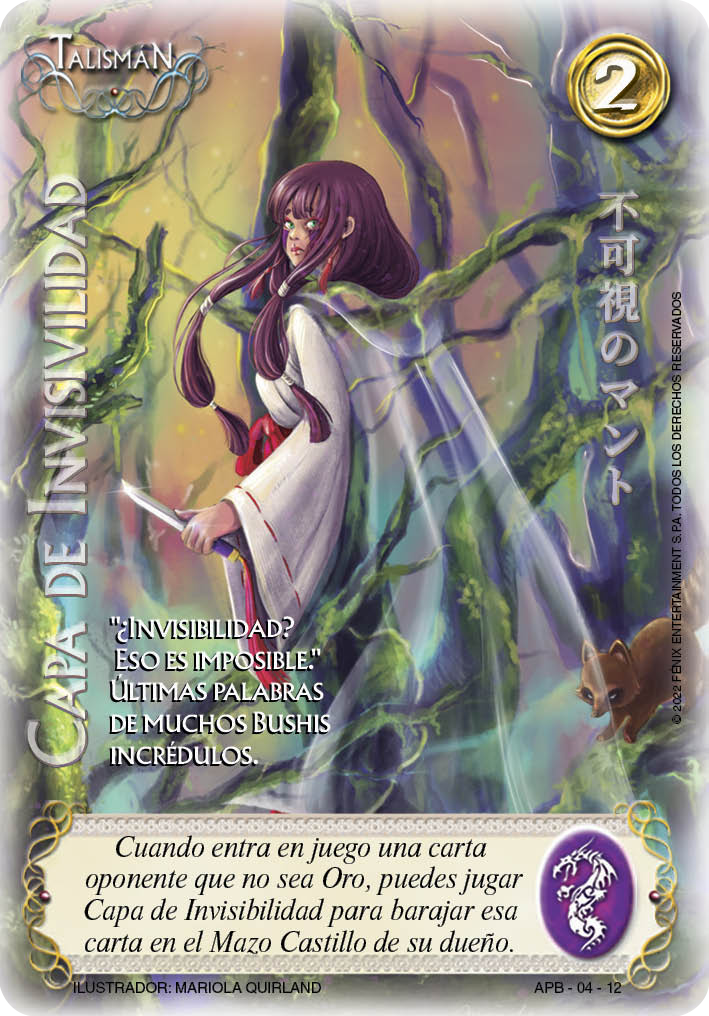 TALISMÁN
2
CAPA DE INVISIVILIDAD
不可視のマント
© 2022 FÉNIX ENTERTAINMENT S.PA. TODOS LOS DERECHOS RESERVADOS
"¿INVISIBILIDAD?
ESO ES IMPOSIBLE."
ÚLTIMAS PALABRAS
DE MUCHOS BUSHIS
INCRÉDULOS.
Cuando entra en juego una carta
oponente que no sea Oro, puedes jugar
Capa de Invisibilidad para barajar esa
carta en el Mazo Castillo de su dueño.
ILUSTRADOR: MARIOLA QUIRLAND
APB - 04 - 12